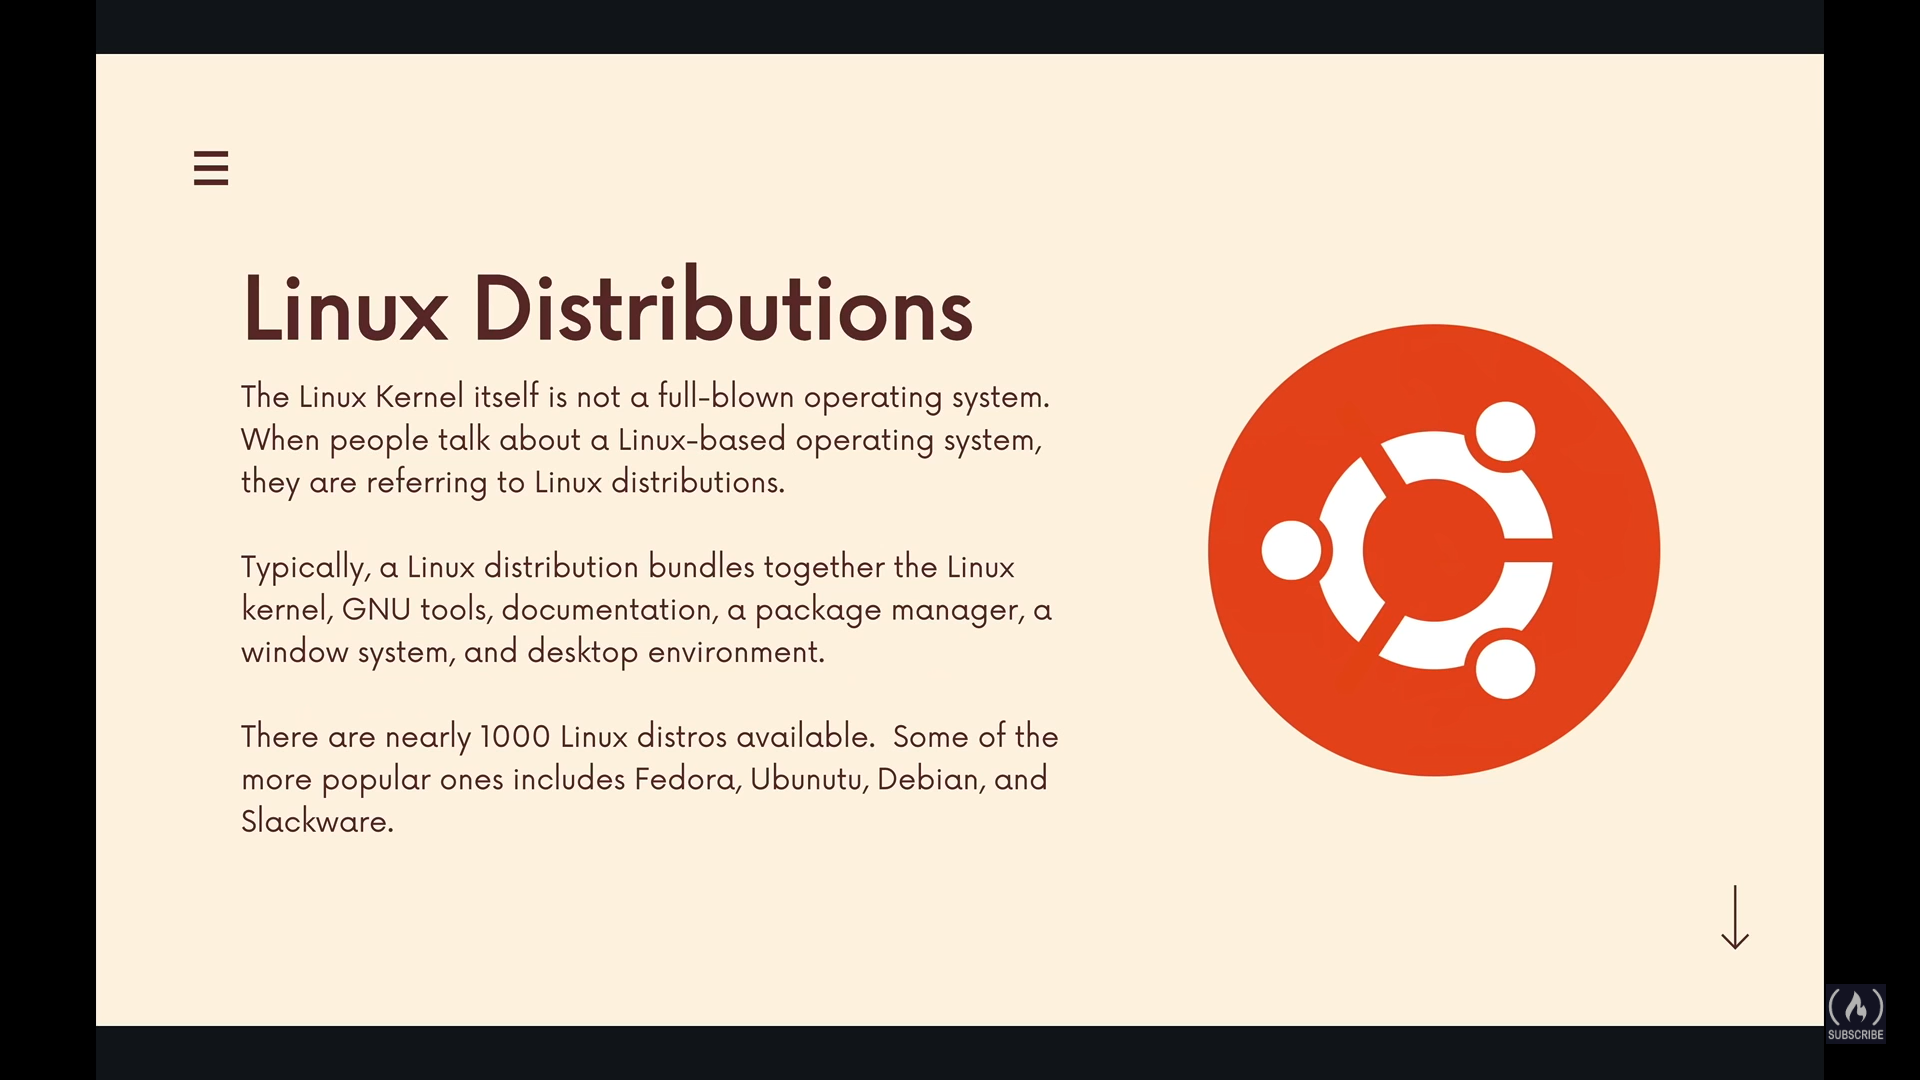 Linux Distributions
The Linux Kernel itself is not a full-blown operating system.
When people talk about a Linux-based operating system,
they are referring to Linux distributions.
Typically, a Linux distribution bundles together the Linux
kernel, GNU tools, documentation, a package manager, a
window system, and desktop environment.
There are nearly 1000 Linux distros available.  Some of the
more popular ones includes Fedora, Ubunutu, Debian, and
Slackware.
SUBSCRIBE